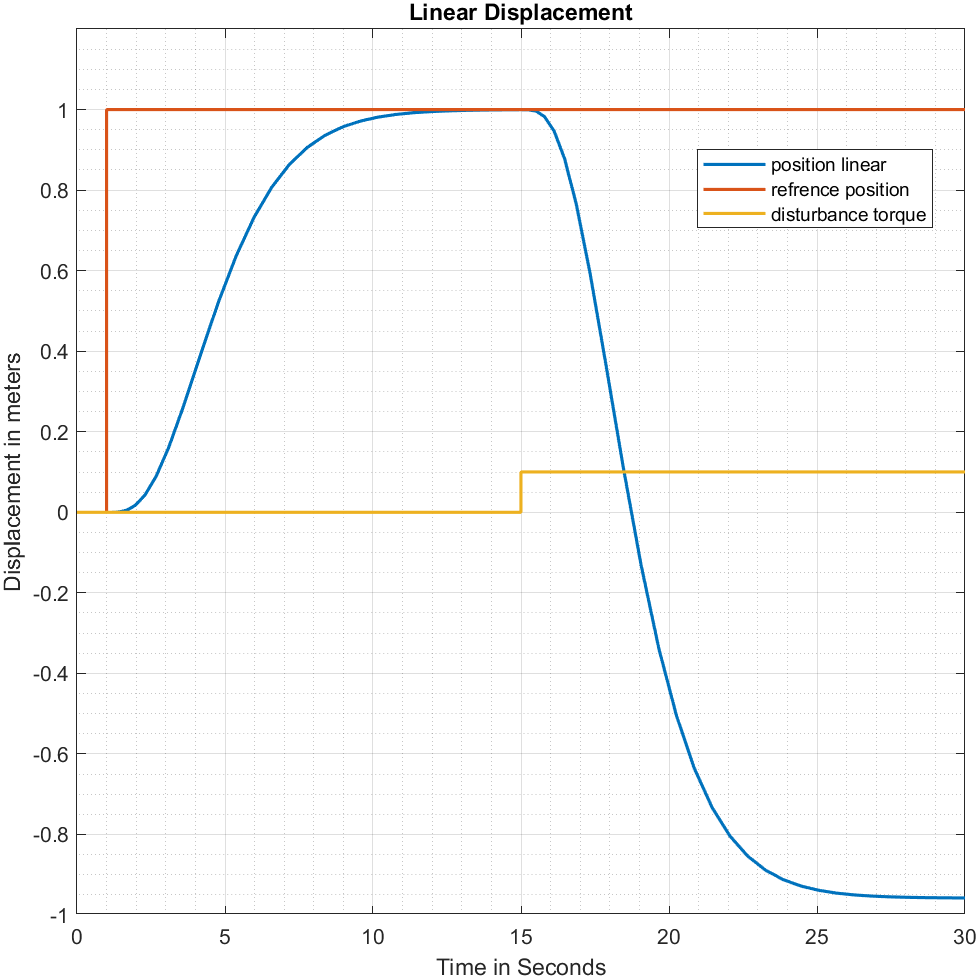 Linear Displacement
Displacement in meters
1
0.8
0.6
0.4
0.2
0
-0.2
-0.4
-0.6
-0.8
-1
position linear
refrence position
disturbance torque
0 5 10 15 20 25 30
Time in Seconds